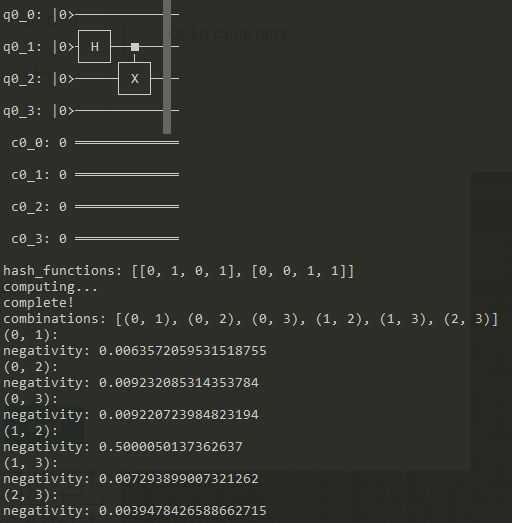 q0_0: |0>
q0_1: |0> H
q0_2: |0> X
q0_3: |0>
c0_0: 0
c0_1: 0
c0_2: 0
c0_3: 0
hash_functions: [[0, 1, 0, 1], [0, 0, 1, 1]]
computing...
complete!
combinations: [(0, 1), (0, 2), (0, 3), (1, 2), (1, 3), (2, 3)]
(0, 1):
negativity: 0.0063572059531518755
(0, 2):
negativity: 0.009232085314353784
(0, 3):
negativity: 0.009220723984823194
(1, 2):
negativity: 0.5000050137362637
(1, 3):
negativity: 0.007293899007321262
(2, 3):
negativity: 0.0039478426588662715